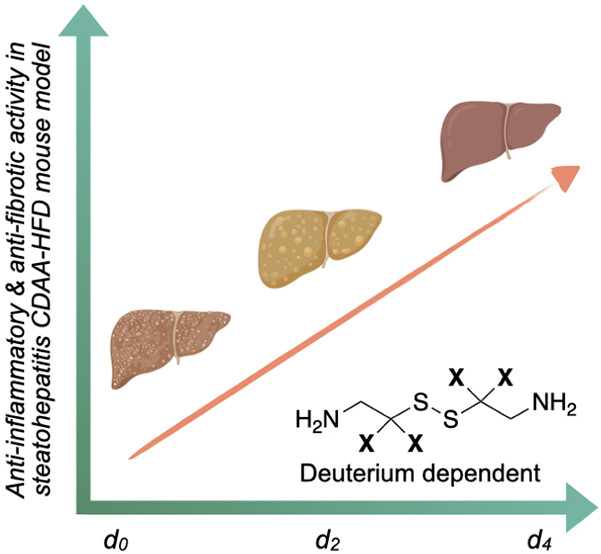 Anti-inflammatory & anti-fibrotic activity in
steatohepatitis CDAA-HFD mouse model
X X
H₂N S S NH₂
X X
Deuterium dependent
d₀ d₂ d₄